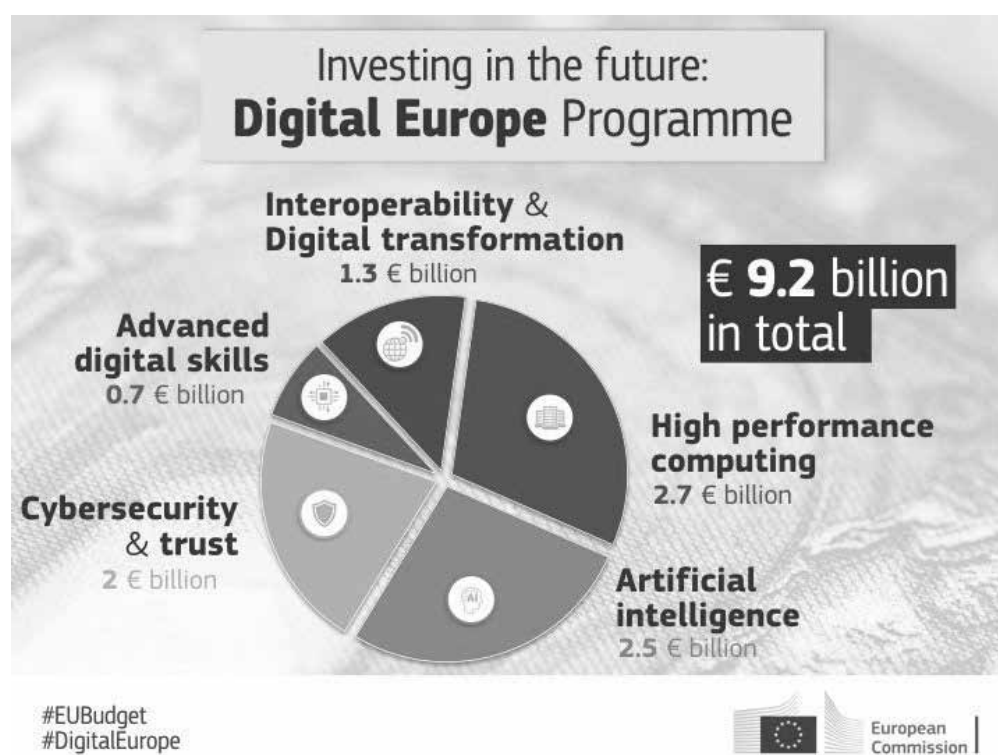 Investing in the future:
Digital Europe Programme
Interoperability &
Digital transformation
1.3 € billion
€ 9.2 billion
in total
Advanced
digital skills
0.7 € billion
High performance
computing
2.7 € billion
Cybersecurity
& trust
2 € billion
AI
Artificial
intelligence
2.5 € billion
#EUBudget
#DigitalEurope
European
Commission